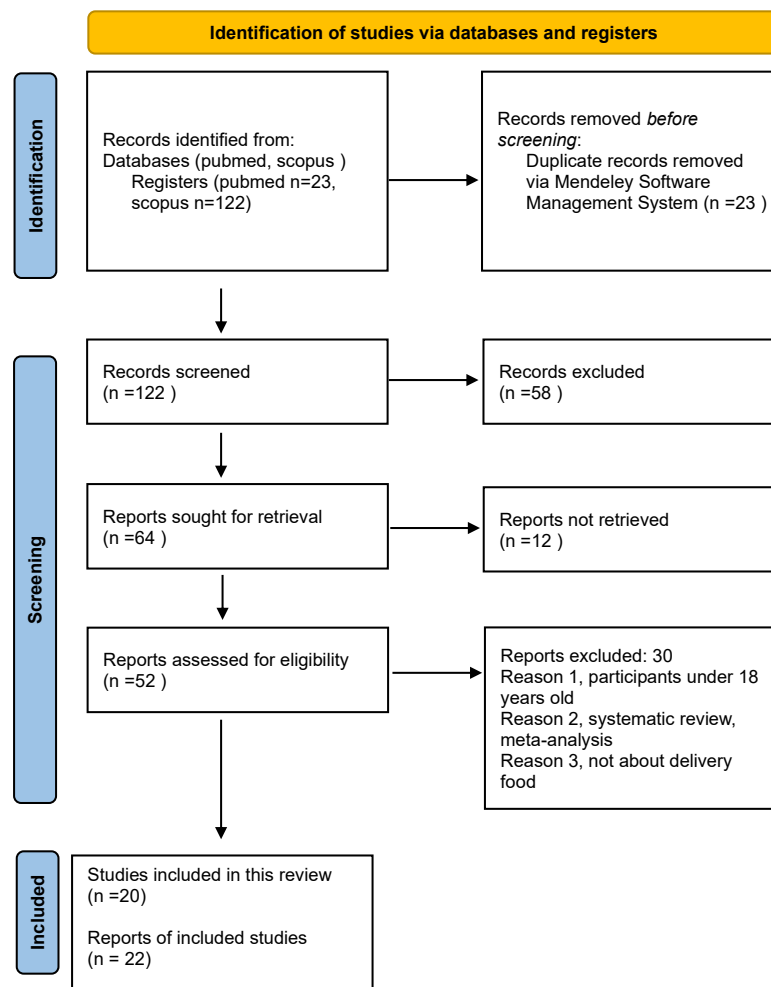 Identification of studies via databases and registers
Identification
Records identified from:
Databases (pubmed, scopus )
Registers (pubmed n=23,
scopus n=122)
Records removed before
screening:
Duplicate records removed
via Mendeley Software
Management System (n =23 )
Screening
Records screened
(n =122 )
Records excluded
(n =58 )
Reports sought for retrieval
(n =64 )
Reports not retrieved
(n =12 )
Reports assessed for eligibility
(n =52 )
Reports excluded: 30
Reason 1, participants under 18
years old
Reason 2, systematic review,
meta-analysis
Reason 3, not about delivery
food
Included
Studies included in this review
(n =20)
Reports of included studies
(n = 22)